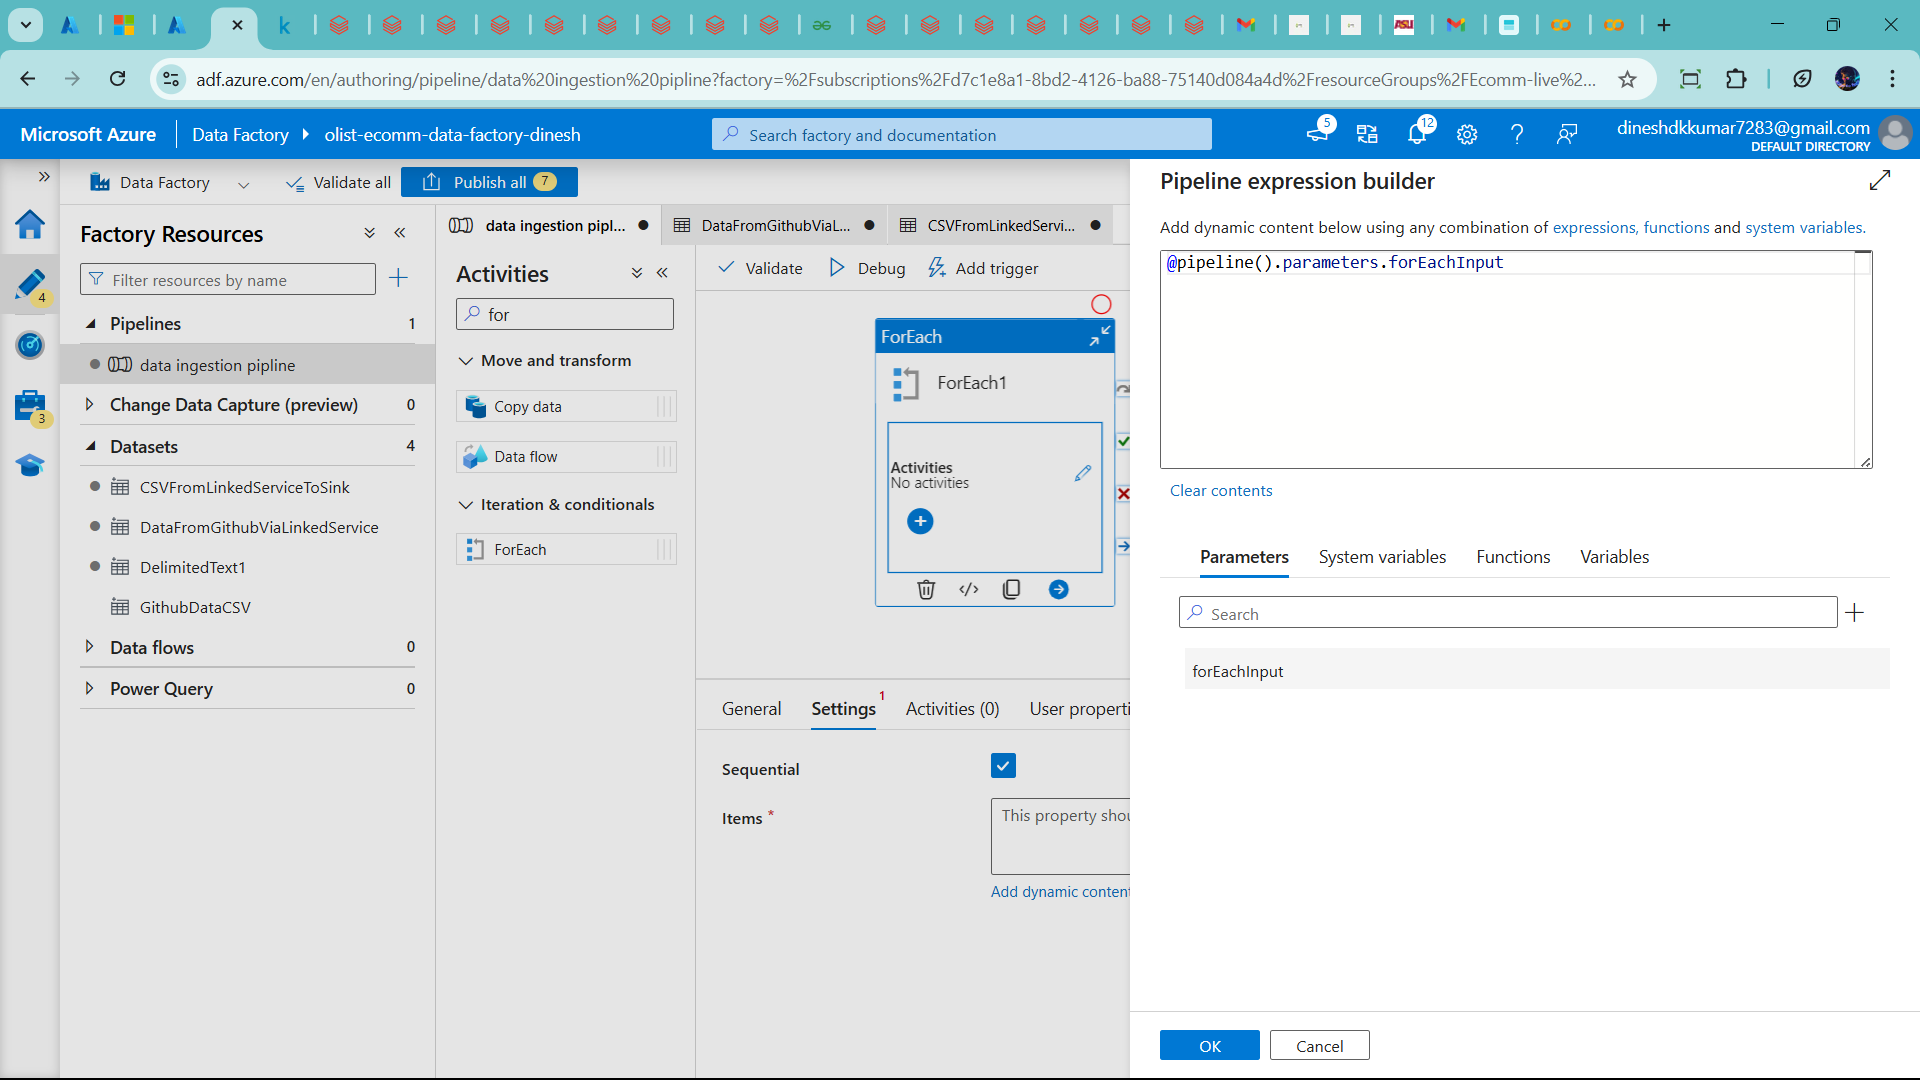 adf.azure.com/en/authoring/pipeline/data%20ingestion%20pipline?factory=%2Fsubscriptions%2Fd7c1e8a1-8bd2-4126-ba88-75140d084a4d%2FresourceGroups%2FEcomm-live%2...
Microsoft Azure
Data Factory
olist-ecomm-data-factory-dinesh
Search factory and documentation
5
12
dineshdkkumar7283@gmail.com
DEFAULT DIRECTORY
Data Factory
Validate all
Publish all
7
4
3
Factory Resources
Filter resources by name
Pipelines
1
data ingestion pipline
Change Data Capture (preview)
0
Datasets
4
CSVFromLinkedServiceToSink
DataFromGithubViaLinkedService
DelimitedText1
GithubDataCSV
Data flows
0
Power Query
0
data ingestion pipl...
DataFromGithubViaL...
CSVFromLinkedServi...
Activities
for
Move and transform
Copy data
Data flow
Iteration & conditionals
ForEach
Validate
Debug
Add trigger
ForEach
ForEach1
Activities
No activities
General
Settings
1
Activities (0)
User properti
Sequential
Items *
This property shou
Add dynamic content
Pipeline expression builder
Add dynamic content below using any combination of expressions, functions and system variables.
@pipeline().parameters.forEachInput
Clear contents
Parameters
System variables
Functions
Variables
Search
forEachInput
OK
Cancel